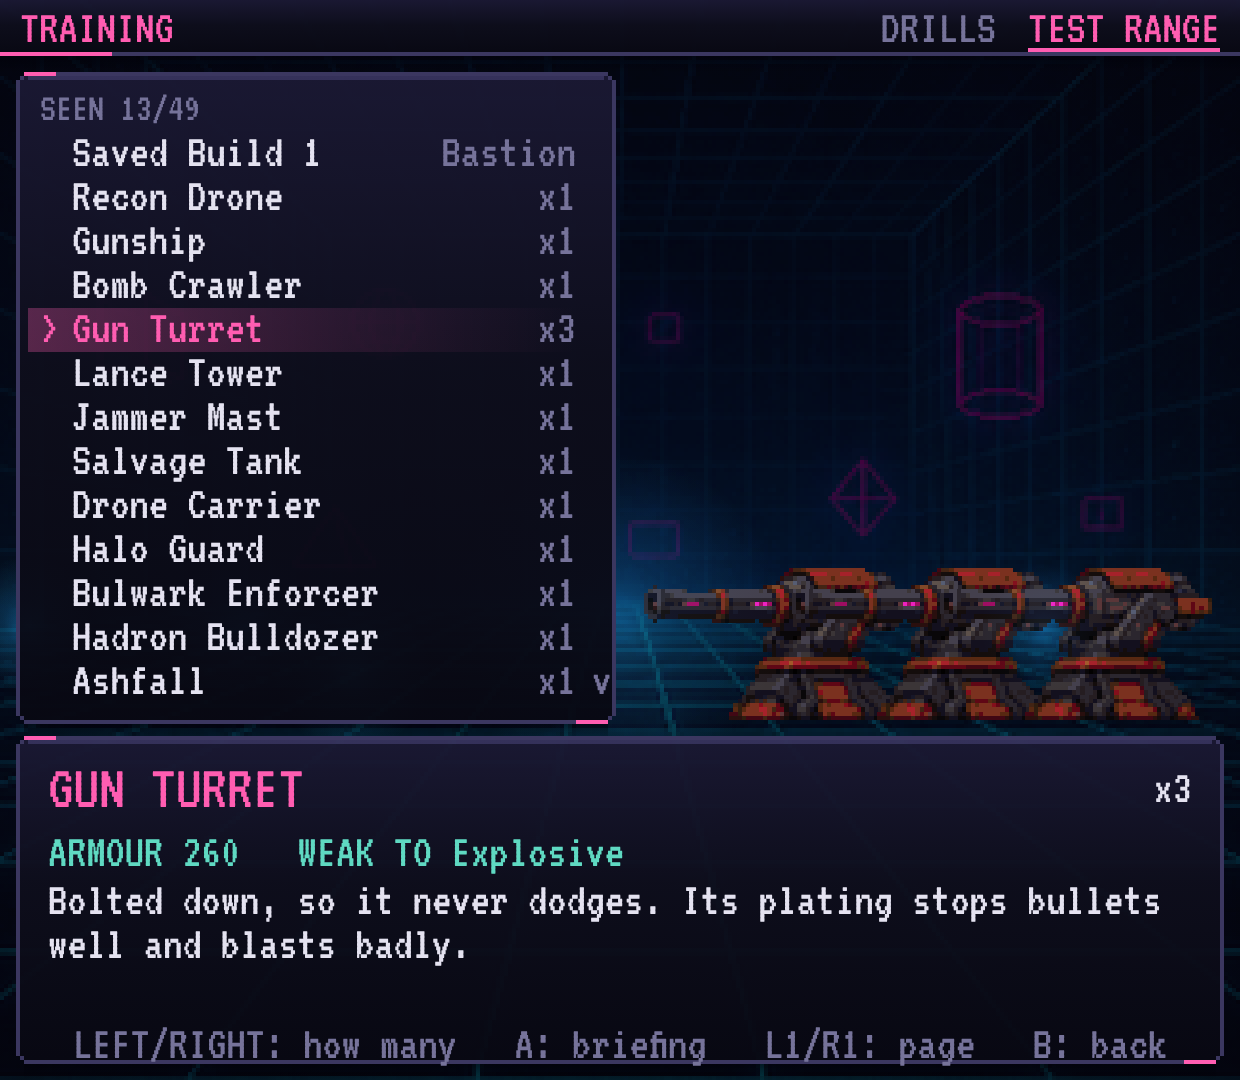 TRAINING
DRILLS
TEST RANGE
SEEN 13/49
Saved Build 1 Bastion
Recon Drone x1
Gunship x1
Bomb Crawler x1
> Gun Turret x3
Lance Tower x1
Jammer Mast x1
Salvage Tank x1
Drone Carrier x1
Halo Guard x1
Bulwark Enforcer x1
Hadron Bulldozer x1
Ashfall x1 v
GUN TURRET x3
ARMOUR 260 WEAK TO Explosive
Bolted down, so it never dodges. Its plating stops bullets
well and blasts badly.
LEFT/RIGHT: how many A: briefing L1/R1: page B: back